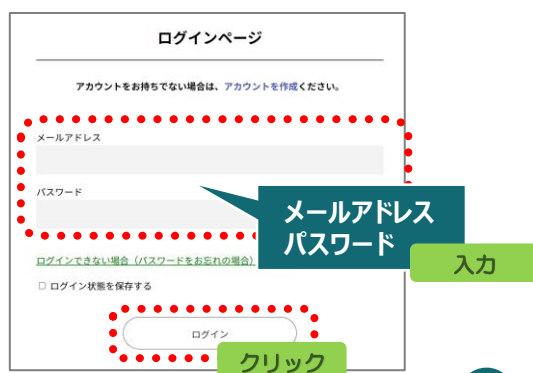 ログインページ
アカウントをお持ちでない場合は、アカウントを作成ください。
メールアドレス
パスワード
メールアドレス
パスワード
入力
ログインできない場合（パスワードをお忘れの場合）
□ ログイン状態を保存する
ログイン
クリック